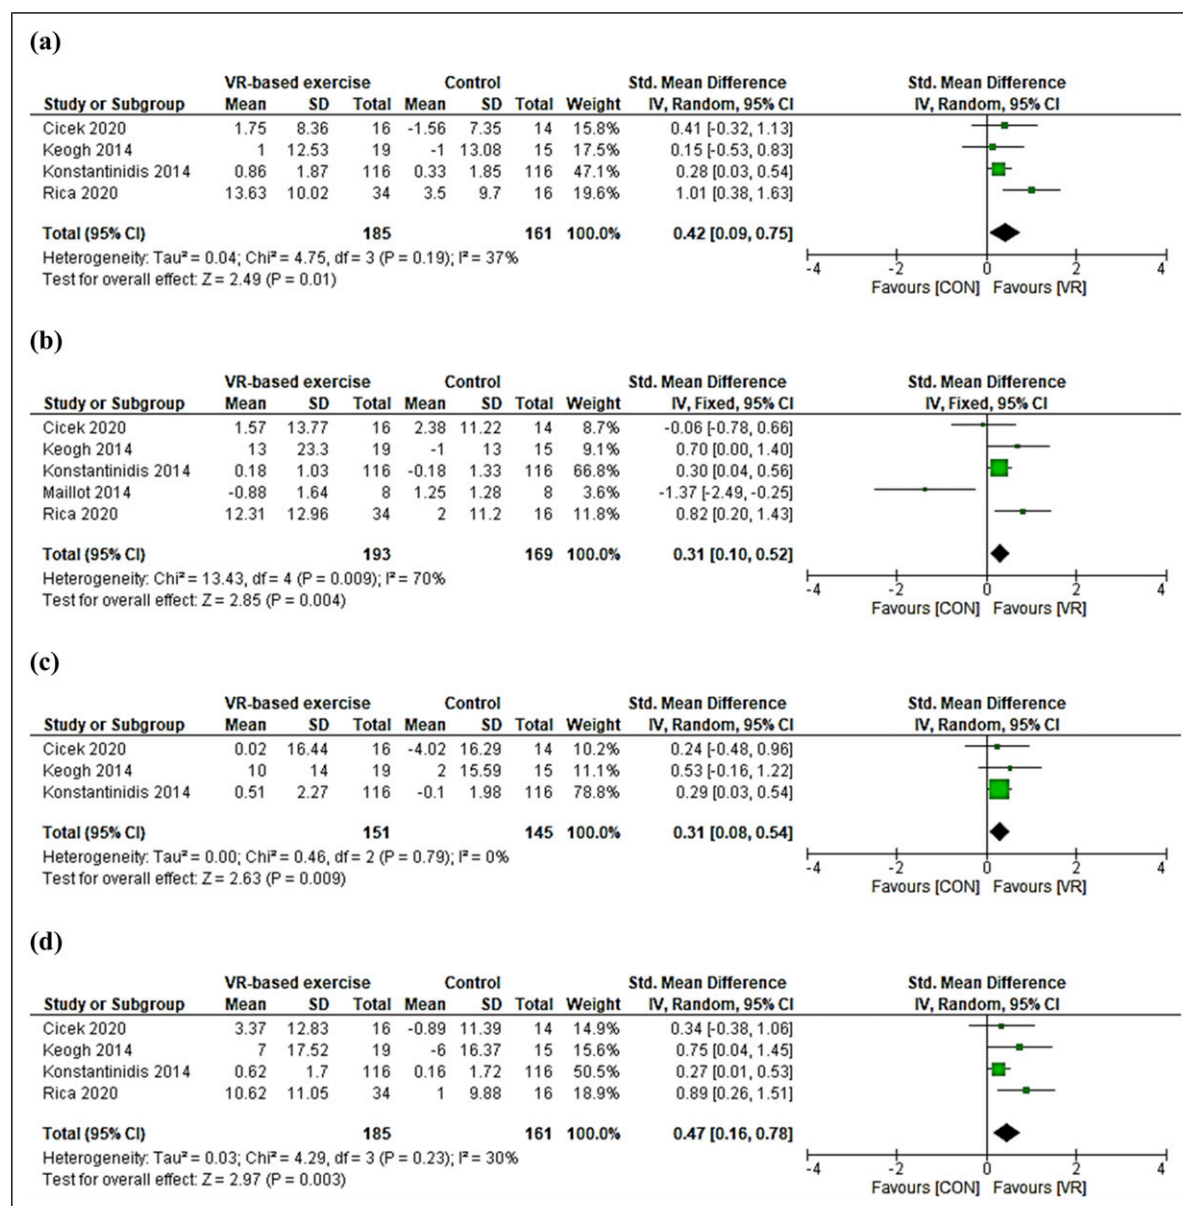 (a)
VR-based exercise Control Std. Mean Difference Std. Mean Difference
Study or Subgroup Mean SD Total Mean SD Total Weight IV, Random, 95% CI IV, Random, 95% CI
Cicek 2020 1.75 8.36 16 -1.56 7.35 14 15.8% 0.41 [-0.32, 1.13]
Keogh 2014 1 12.53 19 -1 13.08 15 17.5% 0.15 [-0.53, 0.83]
Konstantinidis 2014 0.86 1.87 116 0.33 1.85 116 47.1% 0.28 [0.03, 0.54]
Rica 2020 13.63 10.02 34 3.5 9.7 16 19.6% 1.01 [0.38, 1.63]
Total (95% CI) 185 161 100.0% 0.42 [0.09, 0.75]
Heterogeneity: Tau² = 0.04; Chi² = 4.75, df = 3 (P = 0.19); I² = 37%
Test for overall effect: Z = 2.49 (P = 0.01)
-4 -2 0 2 4
Favours [CON] Favours [VR]
(b)
VR-based exercise Control Std. Mean Difference Std. Mean Difference
Study or Subgroup Mean SD Total Mean SD Total Weight IV, Fixed, 95% CI IV, Fixed, 95% CI
Cicek 2020 1.57 13.77 16 2.38 11.22 14 8.7% -0.06 [-0.78, 0.66]
Keogh 2014 13 23.3 19 -1 13 15 9.1% 0.70 [0.00, 1.40]
Konstantinidis 2014 0.18 1.03 116 -0.18 1.33 116 66.8% 0.30 [0.04, 0.56]
Maillot 2014 -0.88 1.64 8 1.25 1.28 8 3.6% -1.37 [-2.49, -0.25]
Rica 2020 12.31 12.96 34 2 11.2 16 11.8% 0.82 [0.20, 1.43]
Total (95% CI) 193 169 100.0% 0.31 [0.10, 0.52]
Heterogeneity: Chi² = 13.43, df = 4 (P = 0.009); I² = 70%
Test for overall effect: Z = 2.85 (P = 0.004)
-4 -2 0 2 4
Favours [CON] Favours [VR]
(c)
VR-based exercise Control Std. Mean Difference Std. Mean Difference
Study or Subgroup Mean SD Total Mean SD Total Weight IV, Random, 95% CI IV, Random, 95% CI
Cicek 2020 0.02 16.44 16 -4.02 16.29 14 10.2% 0.24 [-0.48, 0.96]
Keogh 2014 10 14 19 2 15.59 15 11.1% 0.53 [-0.16, 1.22]
Konstantinidis 2014 0.51 2.27 116 -0.1 1.98 116 78.8% 0.29 [0.03, 0.54]
Total (95% CI) 151 145 100.0% 0.31 [0.08, 0.54]
Heterogeneity: Tau² = 0.00; Chi² = 0.46, df = 2 (P = 0.79); I² = 0%
Test for overall effect: Z = 2.63 (P = 0.009)
-4 -2 0 2 4
Favours [CON] Favours [VR]
(d)
VR-based exercise Control Std. Mean Difference Std. Mean Difference
Study or Subgroup Mean SD Total Mean SD Total Weight IV, Random, 95% CI IV, Random, 95% CI
Cicek 2020 3.37 12.83 16 -0.89 11.39 14 14.9% 0.34 [-0.38, 1.06]
Keogh 2014 7 17.52 19 -6 16.37 15 15.6% 0.75 [0.04, 1.45]
Konstantinidis 2014 0.62 1.7 116 0.16 1.72 116 50.5% 0.27 [0.01, 0.53]
Rica 2020 10.62 11.05 34 1 9.88 16 18.9% 0.89 [0.26, 1.51]
Total (95% CI) 185 161 100.0% 0.47 [0.16, 0.78]
Heterogeneity: Tau² = 0.03; Chi² = 4.29, df = 3 (P = 0.23); I² = 30%
Test for overall effect: Z = 2.97 (P = 0.003)
-4 -2 0 2 4
Favours [CON] Favours [VR]